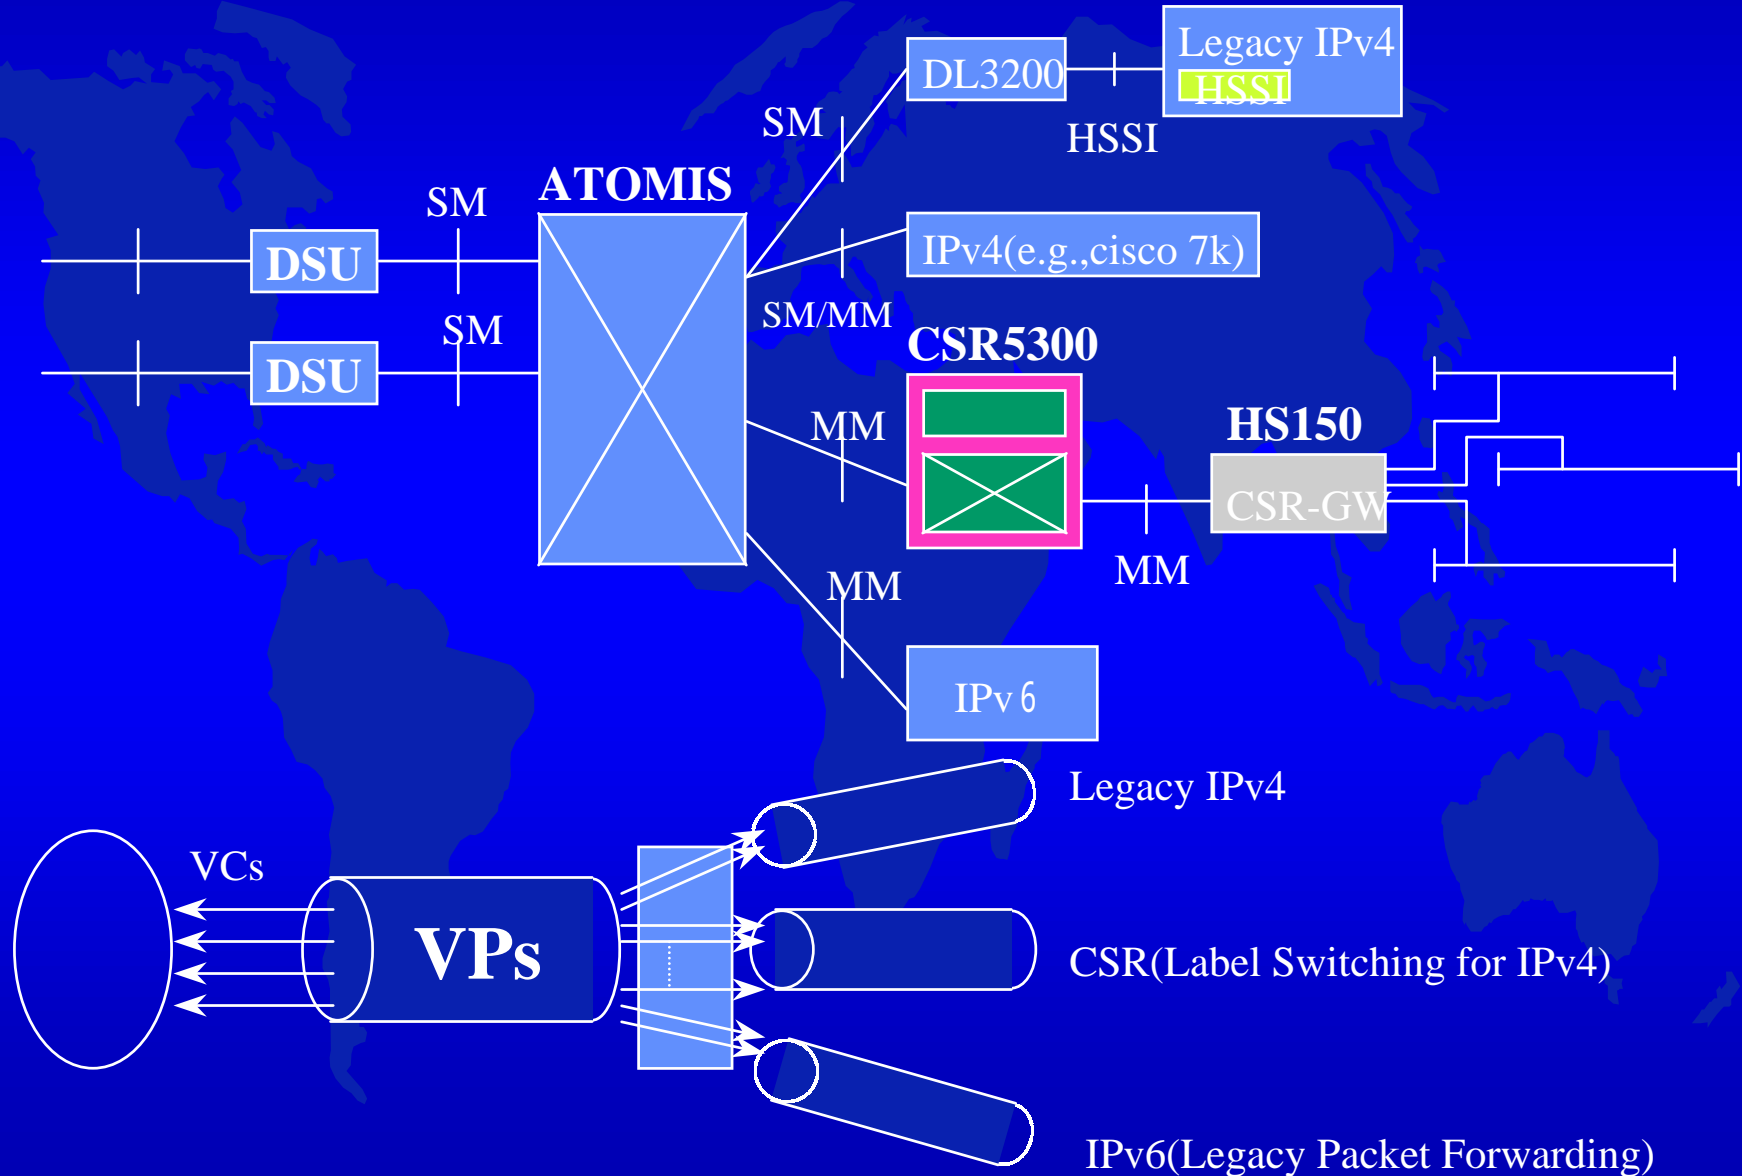 Legacy IPv4
DL3200
HSSI
SM
HSSI
ATOMIS
SM
DSU
IPv4(e.g.,cisco 7k)
SM/MM
SM
CSR5300
DSU
MM
HS150
CSR-GW
MM
MM
IPv6
Legacy IPv4
VCs
VPs
CSR(Label Switching for IPv4)
IPv6(Legacy Packet Forwarding)